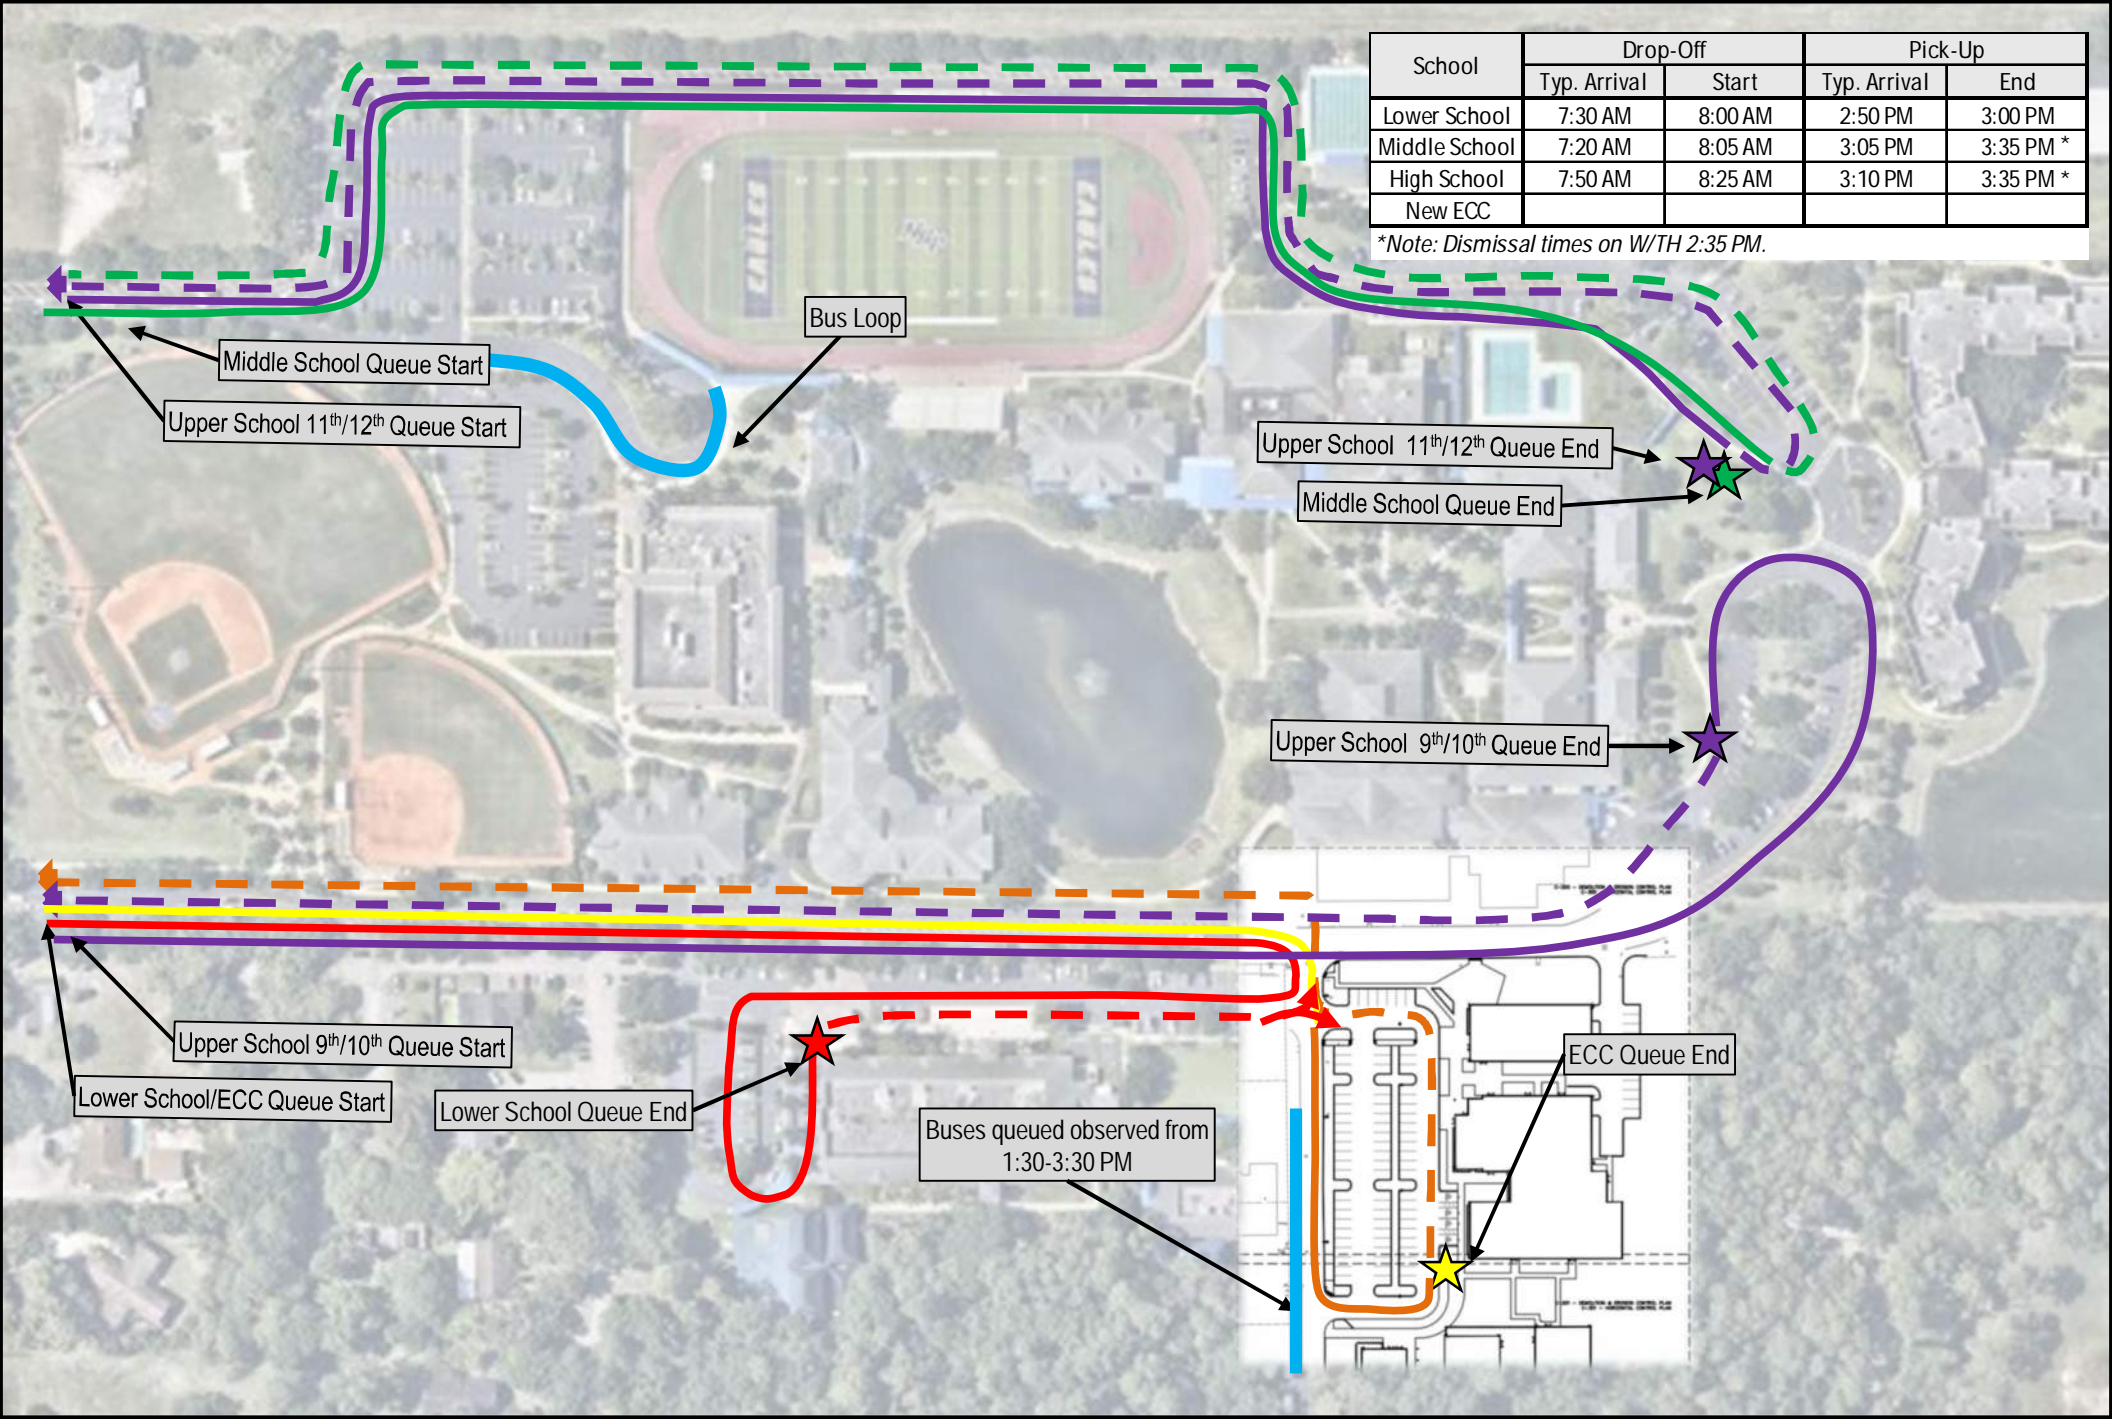 School Drop-Off Pick-Up
Typ. Arrival Start Typ. Arrival End
Lower School 7:30 AM 8:00 AM 2:50 PM 3:00 PM
Middle School 7:20 AM 8:05 AM 3:05 PM 3:35 PM *
High School 7:50 AM 8:25 AM 3:10 PM 3:35 PM *
New ECC
*Note: Dismissal times on W/TH 2:35 PM.
EAGLES
EAGLES
Bus Loop
Middle School Queue Start
Upper School 11th/12th Queue Start
Upper School 11th/12th Queue End
Middle School Queue End
Upper School 9th/10th Queue End
Upper School 9th/10th Queue Start
Lower School/ECC Queue Start
Lower School Queue End
ECC Queue End
Buses queued observed from
1:30-3:30 PM